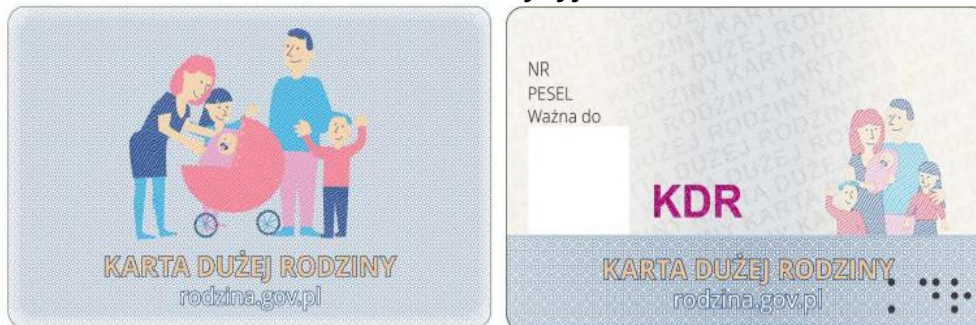 KARTA DUŻEJ RODZINY
rodzina.gov.pl
NR
PESEL
Ważna do
KDR
KARTA DUŻEJ RODZINY
rodzina.gov.pl